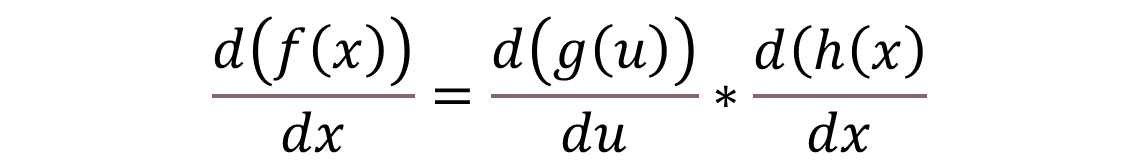 d(f(x))/dx = d(g(u))/du * d(h(x)/dx